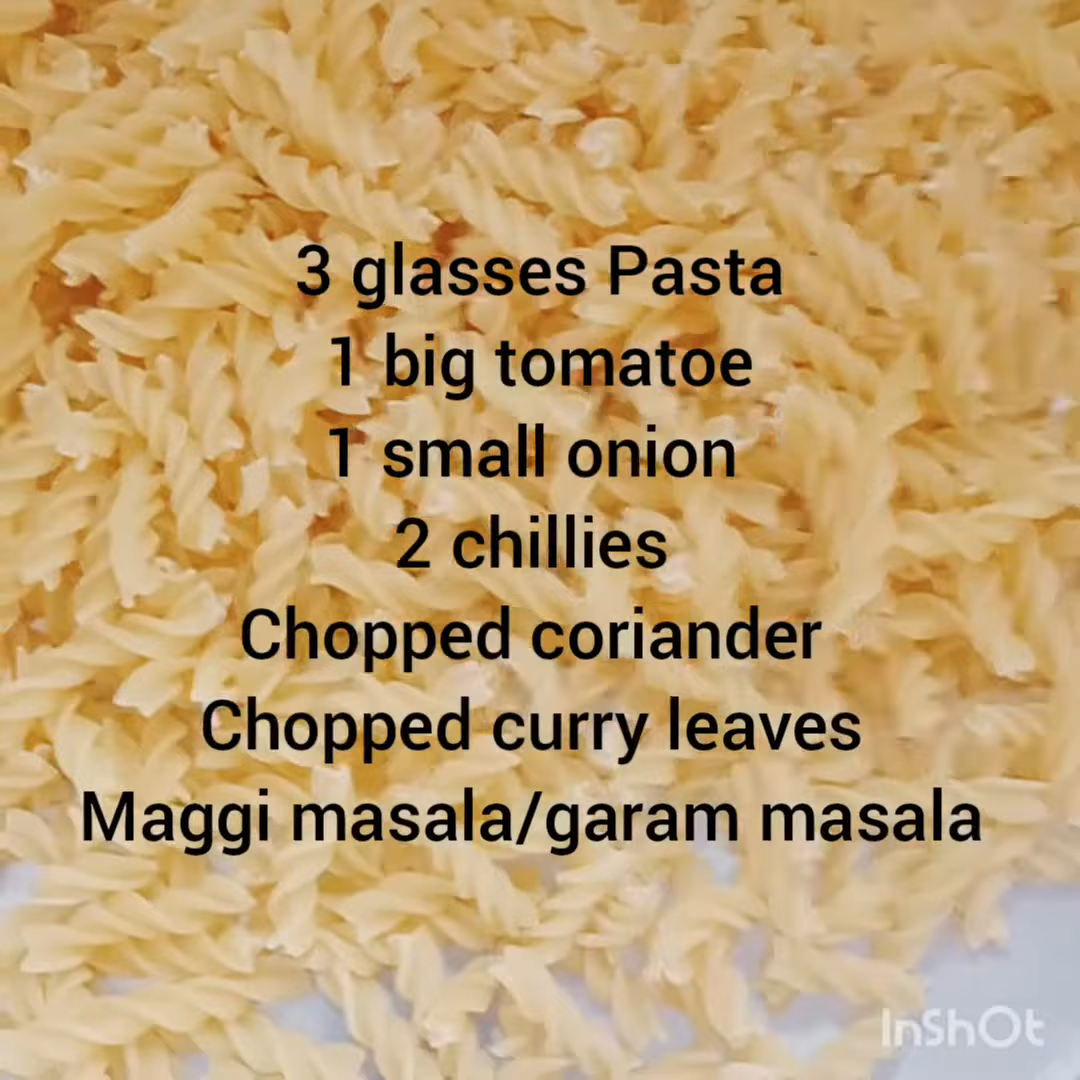 3 glasses Pasta
1 big tomatoe
1 small onion
2 chillies
Chopped coriander
Chopped curry leaves
Maggi masala/garam masala
InShOt